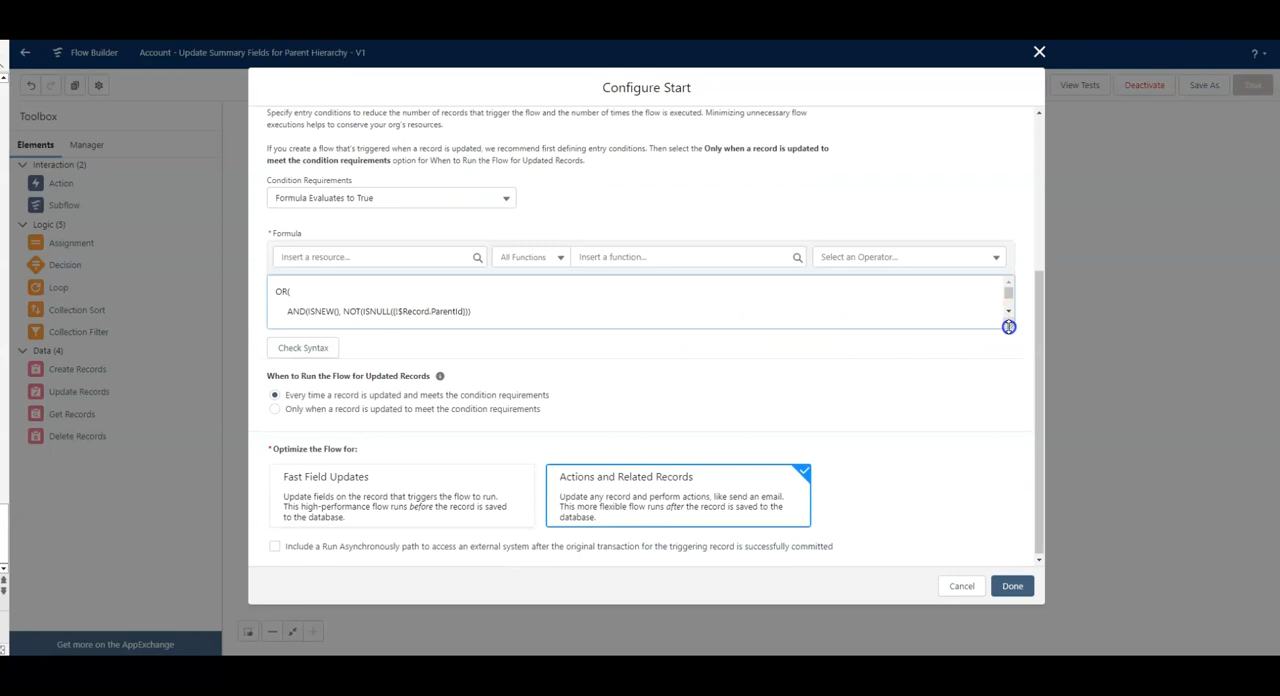 Flow Builder
Account - Update Summary Fields for Parent Hierarchy - V1
?
View Tests
Deactivate
Save As
Configure Start
Toolbox
Elements
Manager
Interaction (2)
Action
Subflow
Logic (5)
Assignment
Decision
Loop
Collection Sort
Collection Filter
Data (4)
Create Records
Update Records
Get Records
Delete Records
Get more on the AppExchange
Specify entry conditions to reduce the number of records that trigger the flow and the number of times the flow is executed. Minimizing unnecessary flow
executions helps to conserve your org's resources.
If you create a flow that's triggered when a record is updated, we recommend first defining entry conditions. Then select the Only when a record is updated to
meet the condition requirements option for When to Run the Flow for Updated Records.
Condition Requirements
Formula Evaluates to True
* Formula
Insert a resource...
All Functions
Insert a function...
Select an Operator...
OR(
AND(ISNEW(), NOT(ISNULL({!$Record.ParentId})))
Check Syntax
When to Run the Flow for Updated Records
Every time a record is updated and meets the condition requirements
Only when a record is updated to meet the condition requirements
* Optimize the Flow for:
Fast Field Updates
Update fields on the record that triggers the flow to run.
This high-performance flow runs before the record is saved
to the database.
Actions and Related Records
Update any record and perform actions, like send an email.
This more flexible flow runs after the record is saved to the
database.
Include a Run Asynchronously path to access an external system after the original transaction for the triggering record is successfully committed
Cancel
Done